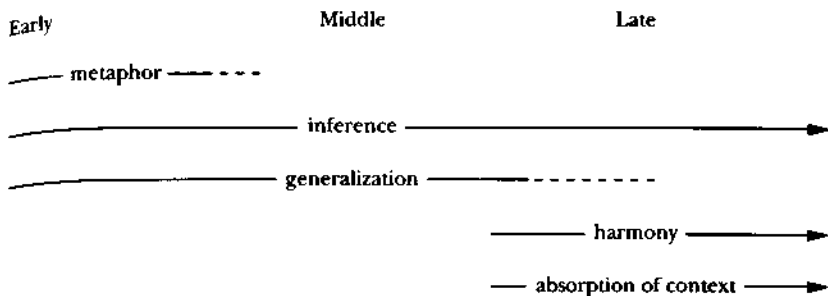 Early Middle Late
metaphor
inference
generalization
harmony
absorption of context